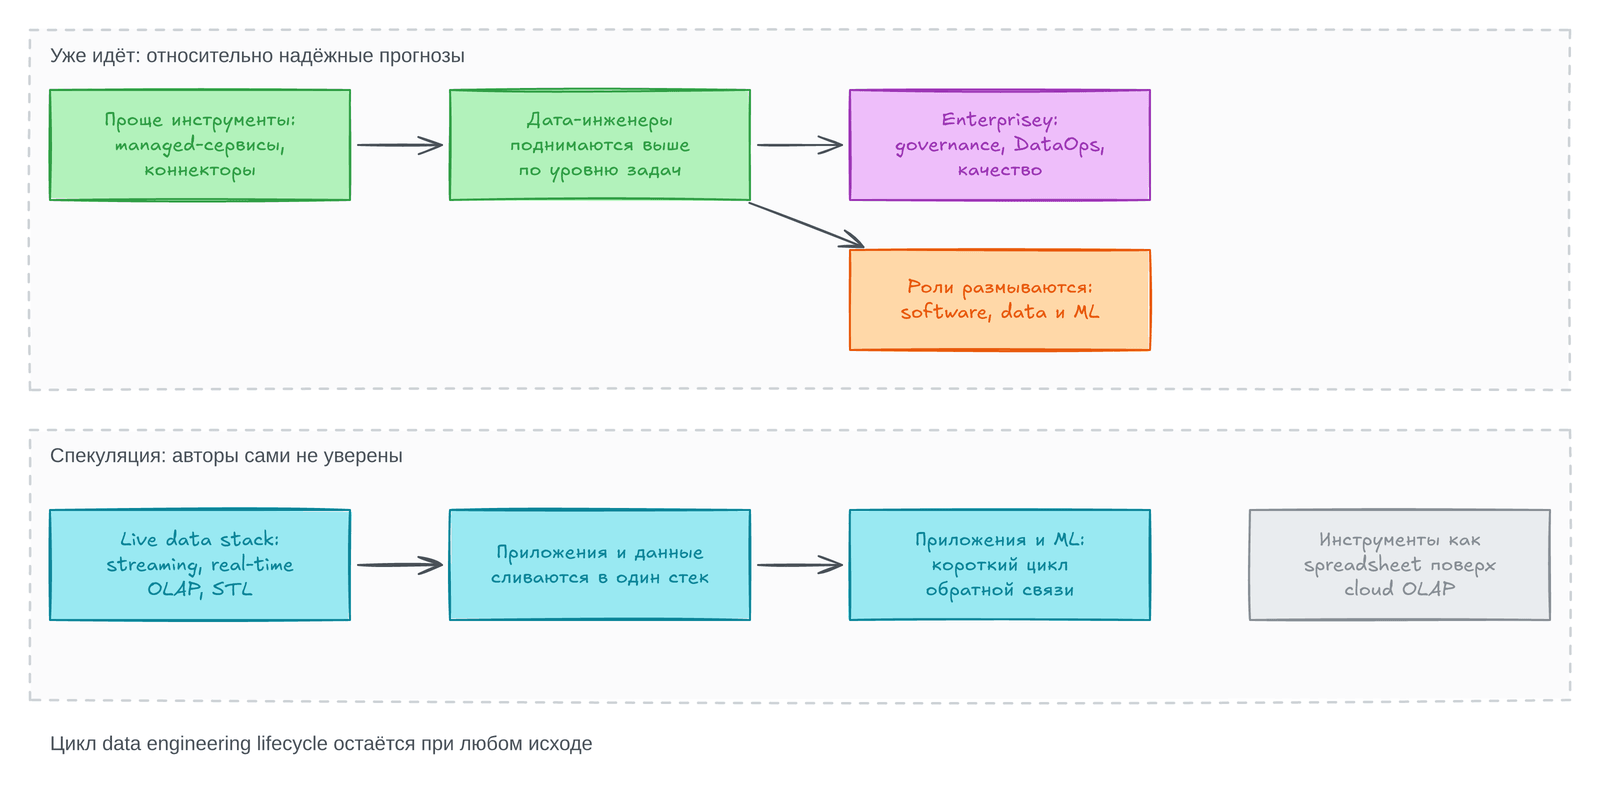 Уже идёт: относительно надёжные прогнозы
Проще инструменты:
managed-сервисы,
коннекторы
Дата-инженеры
поднимаются выше
по уровню задач
Enterprisey:
governance, DataOps,
качество
Роли размываются:
software, data и ML
Спекуляция: авторы сами не уверены
Live data stack:
streaming, real-time
OLAP, STL
Приложения и данные
сливаются в один стек
Приложения и ML:
короткий цикл
обратной связи
Инструменты как
spreadsheet поверх
cloud OLAP
Цикл data engineering lifecycle остаётся при любом исходе